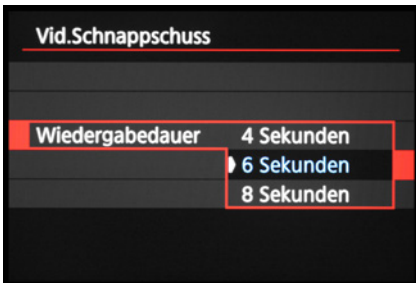 Vid.Schnappschuss
Wiedergabedauer 4 Sekunden
6 Sekunden
8 Sekunden